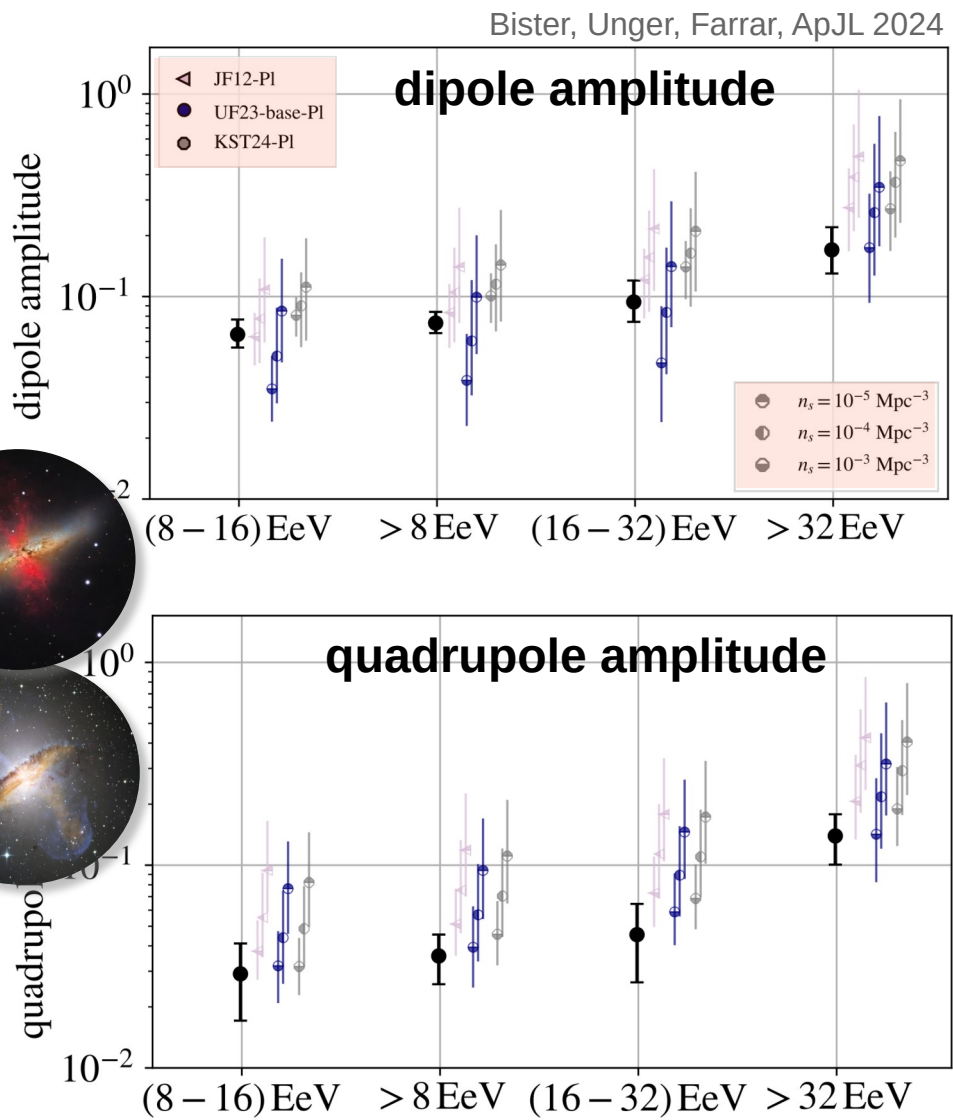 Bister, Unger, Farrar, ApJL 2024
dipole amplitude
JF12-Pl
UF23-base-Pl
KST24-Pl
10⁰
10⁻¹
dipole amplitude
n_s = 10⁻⁵ Mpc⁻³
n_s = 10⁻⁴ Mpc⁻³
n_s = 10⁻³ Mpc⁻³
(8 – 16) EeV > 8 EeV (16 – 32) EeV > 32 EeV
quadrupole amplitude
10⁰
10⁻²
(8 – 16) EeV > 8 EeV (16 – 32) EeV > 32 EeV